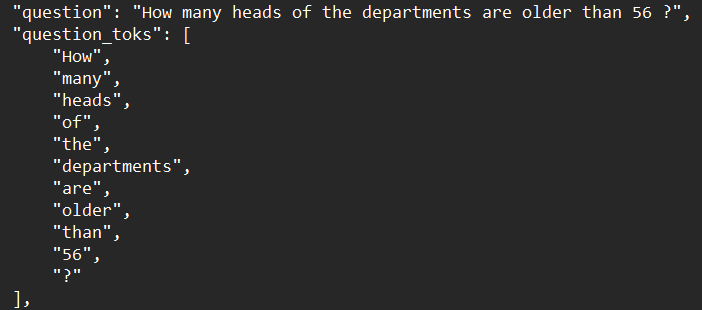 "question": "How many heads of the departments are older than 56 ?",
"question_toks": [
"How",
"many",
"heads",
"of",
"the",
"departments",
"are",
"older",
"than",
"56",
"?"
],